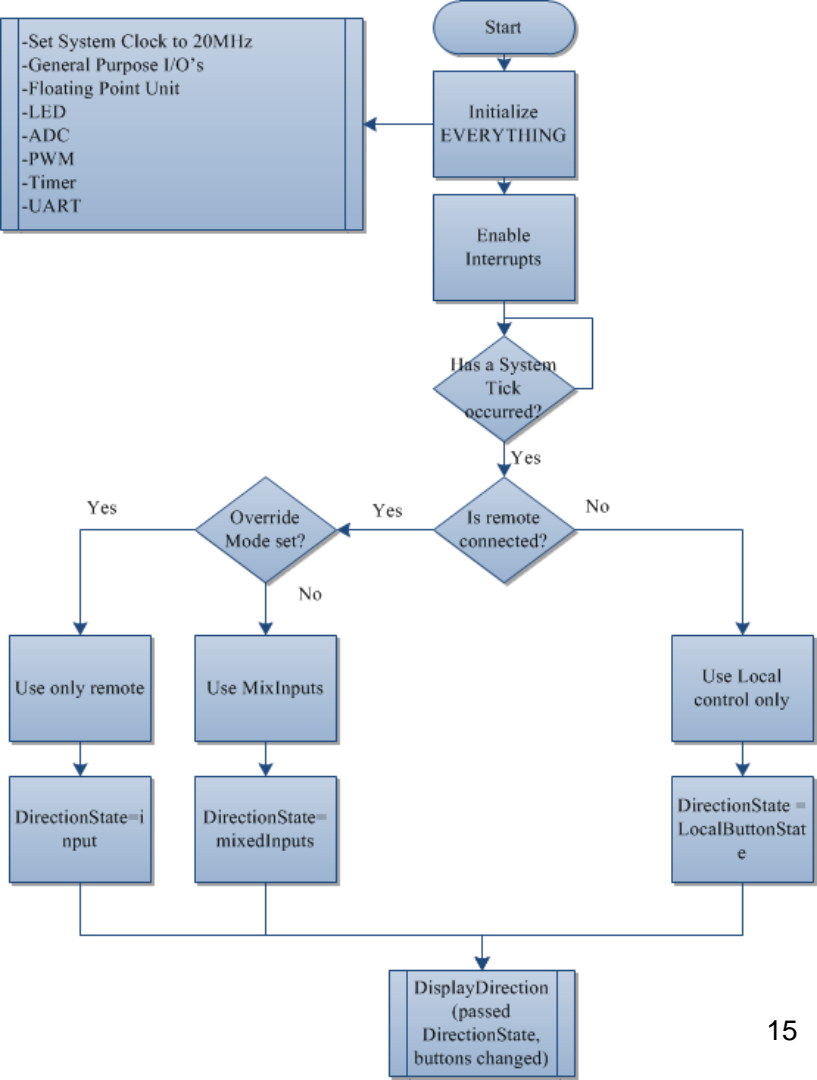 Start
-Set System Clock to 20MHz
-General Purpose I/O's
-Floating Point Unit
-LED
-ADC
-PWM
-Timer
-UART
Initialize
EVERYTHING
Enable
Interrupts
Has a System
Tick
occurred?
Yes
Is remote
connected?
Yes
No
Override
Mode set?
Yes
No
Use only remote
Use MixInputs
Use Local
control only
DirectionState=i
nput
DirectionState=
mixedInputs
DirectionState =
LocalButtonStat
e
DisplayDirection
(passed
DirectionState,
buttons changed)
15